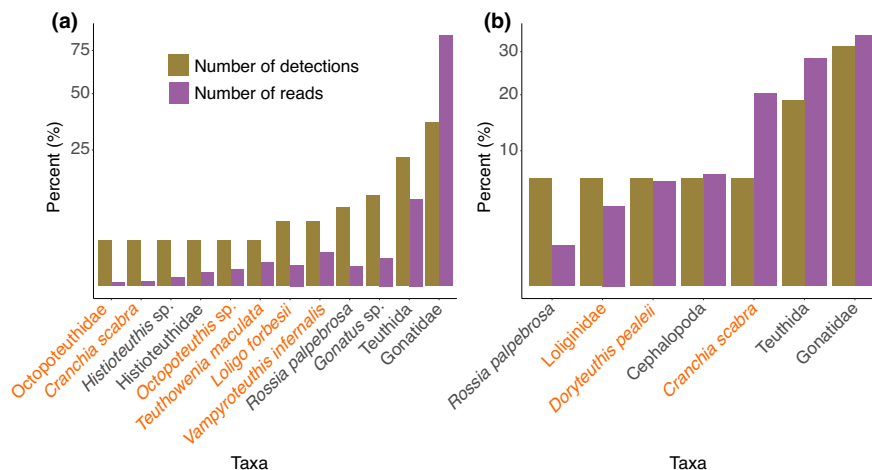 (a)
Percent (%)
75
50
25
Number of detections
Number of reads
Octopoteuthidae
Cranchia scabra
Histioteuthis sp.
Histioteuthidae
Octopoteuthis sp.
Teuthowenia maculata
Loligo forbesii
Vampyroteuthis infernalis
Rossia palpebrosa
Gonatus sp.
Teuthida
Gonatidae
Taxa
(b)
Percent (%)
30
20
10
Rossia palpebrosa
Loliginidae
Doryteuthis pealeii
Cephalopoda
Cranchia scabra
Teuthida
Gonatidae
Taxa